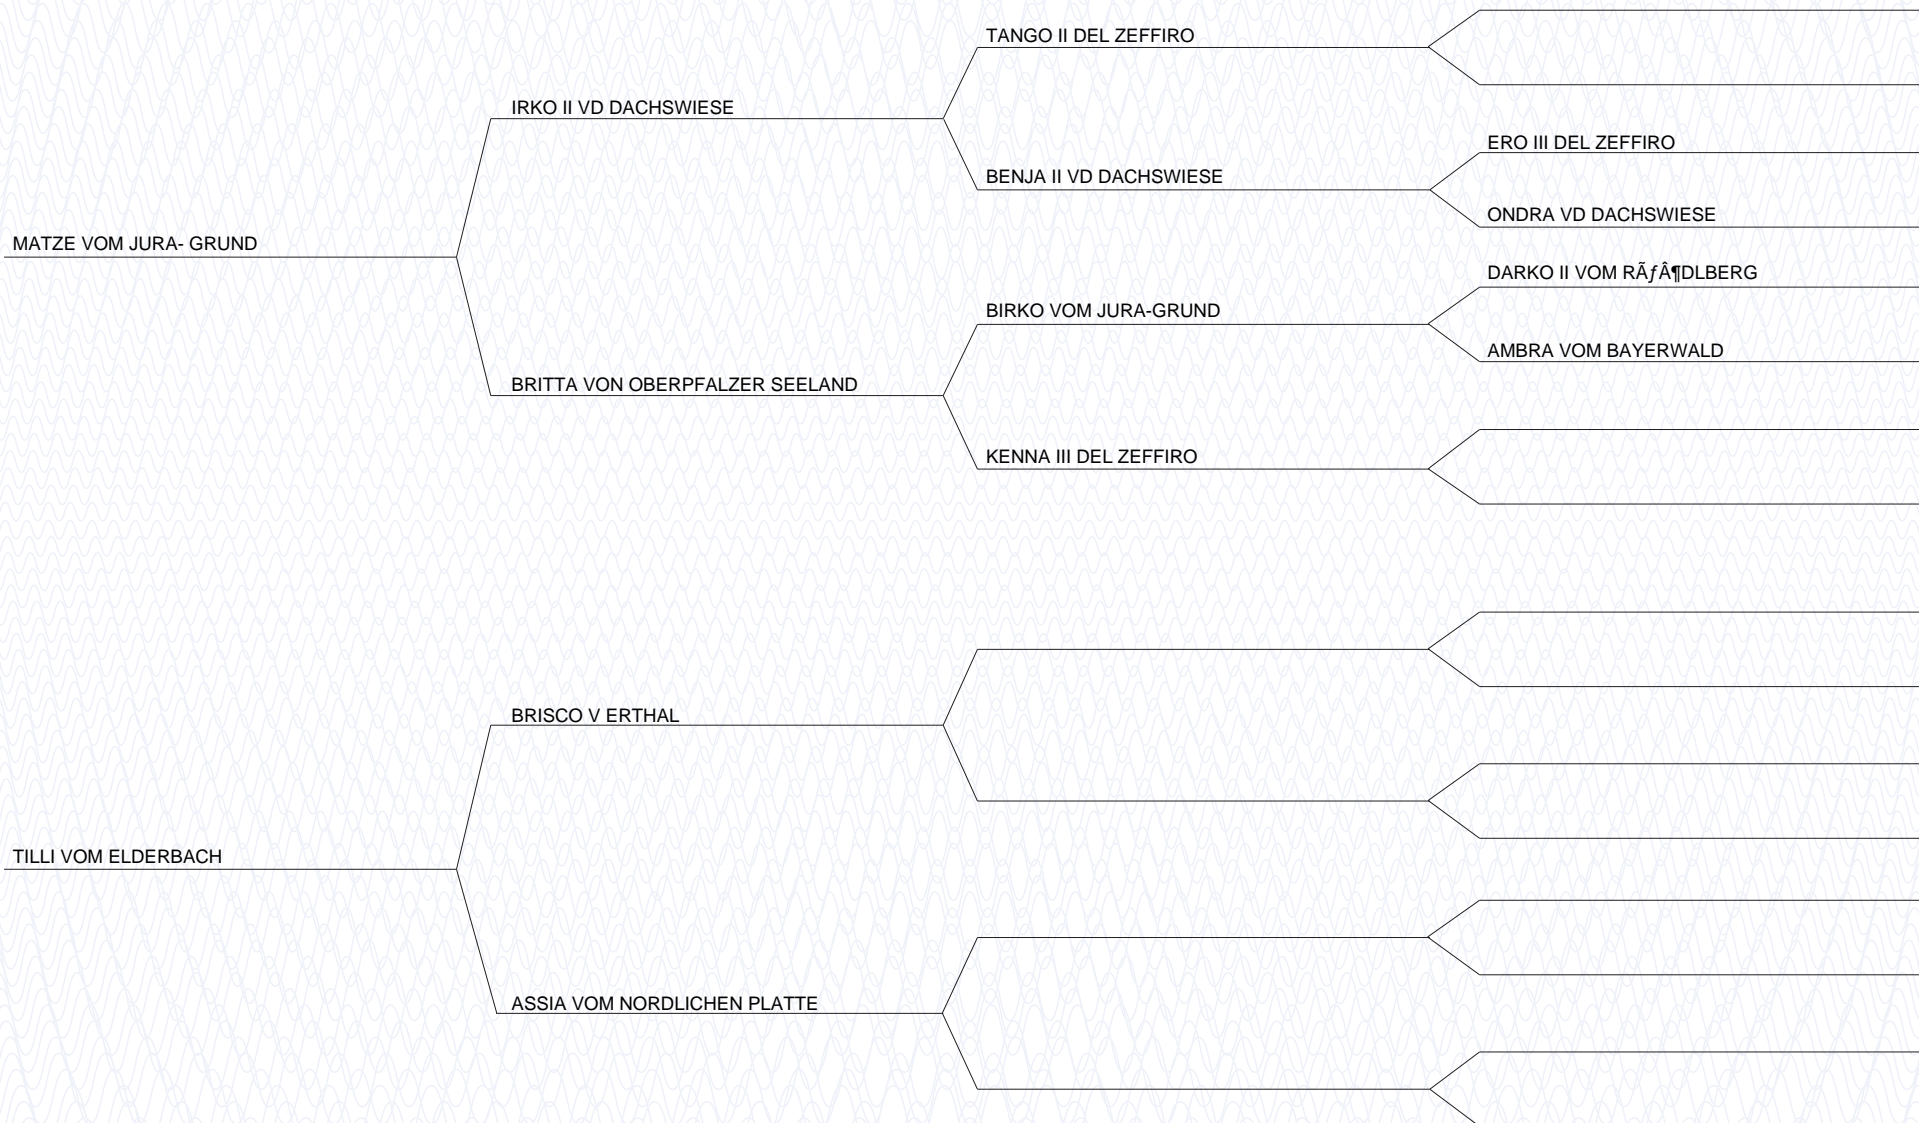 TANGO II DEL ZEFFIRO
IRKO II VD DACHSWIESE
ERO III DEL ZEFFIRO
BENJA II VD DACHSWIESE
ONDRA VD DACHSWIESE
MATZE VOM JURA- GRUND
DARKO II VOM RÃƒÂ¶DLBERG
BIRKO VOM JURA-GRUND
AMBRA VOM BAYERWALD
BRITTA VON OBERPFALZER SEELAND
KENNA III DEL ZEFFIRO
BRISCO V ERTHAL
TILLI VOM ELDERBACH
ASSIA VOM NORDLICHEN PLATTE